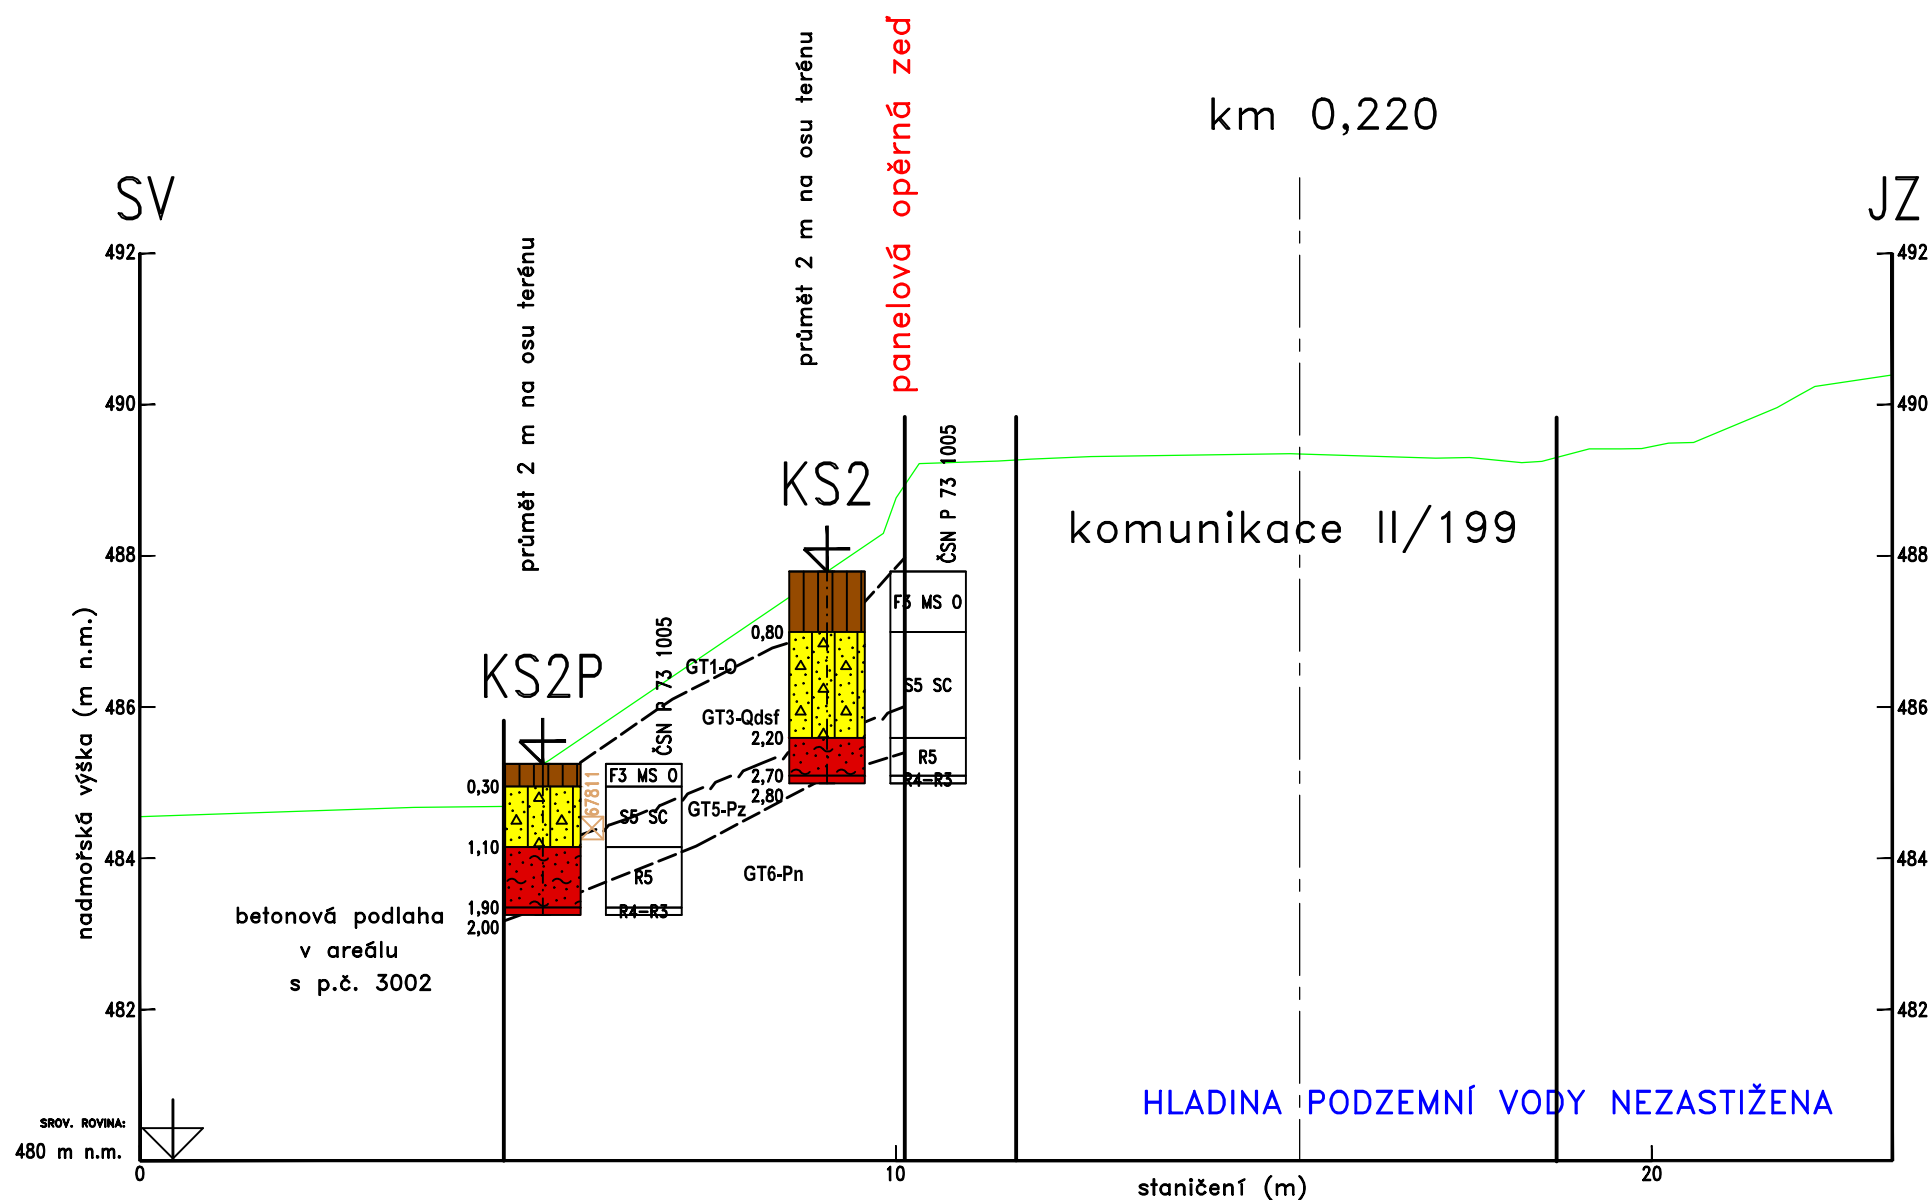 průmět 2 m na osu terénu
průmět 2 m na osu terénu
panelová opěrná zeď
km 0,220
SV
JZ
492
490
488
486
484
482
492
490
488
486
484
482
nadmořská výška (m n.m.)
KS2
KS2P
ČSN P 73 1005
ČSN P 73 1005
komunikace II/199
0,80
2,20
2,70
2,80
F3 MS O
S5 SC
R5
R4-R3
GT1-O
GT3-Qdsf
GT5-Pz
GT6-Pn
0,30
1,10
1,90
2,00
67811
F3 MS O
S5 SC
R5
R4-R3
betonová podlaha
v areálu
s p.č. 3002
HLADINA PODZEMNÍ VODY NEZASTIŽENA
SROV. ROVINA:
480 m n.m.
0
10
20
staničení (m)